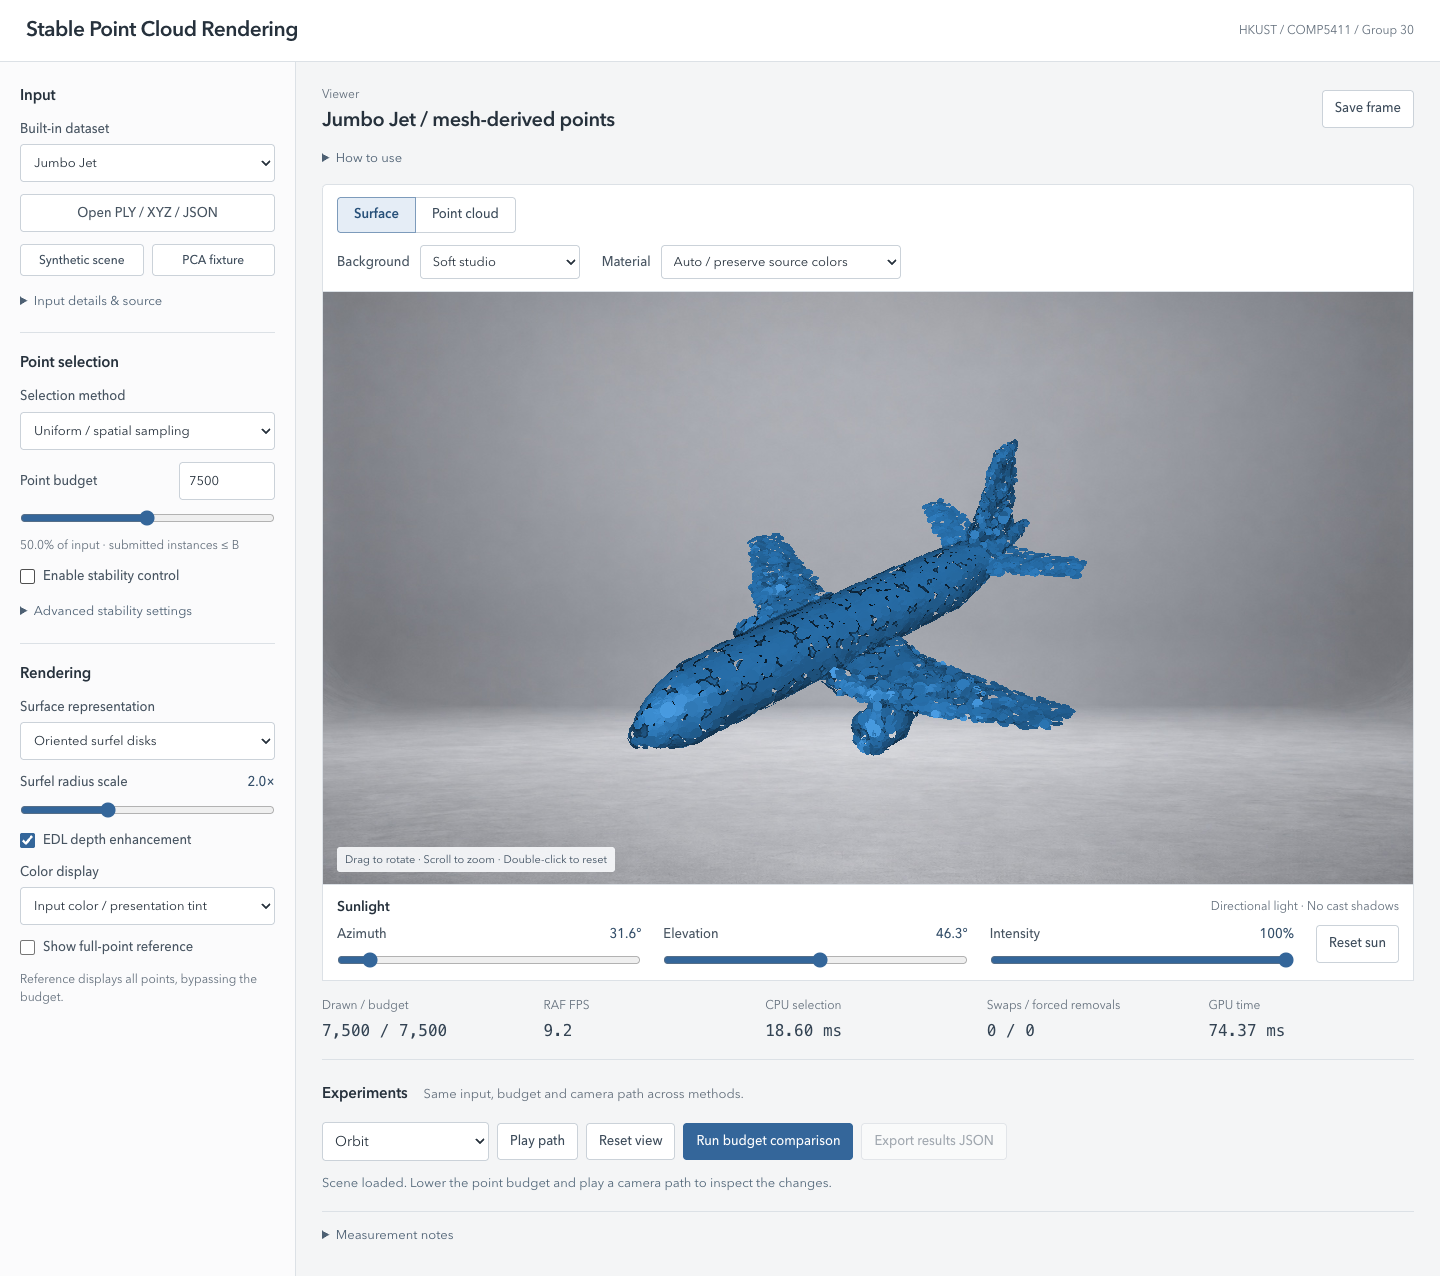 Stable Point Cloud Rendering
HKUST / COMP5411 / Group 30
Input
Built-in dataset
Jumbo Jet
Open PLY / XYZ / JSON
Synthetic scene
PCA fixture
Input details & source
Point selection
Selection method
Uniform / spatial sampling
Point budget
7500
50.0% of input · submitted instances ≤ B
Enable stability control
Advanced stability settings
Rendering
Surface representation
Oriented surfel disks
Surfel radius scale 2.0×
EDL depth enhancement
Color display
Input color / presentation tint
Show full-point reference
Reference displays all points, bypassing the
budget.
Viewer
Jumbo Jet / mesh-derived points
Save frame
How to use
Surface
Point cloud
Background
Soft studio
Material
Auto / preserve source colors
Drag to rotate · Scroll to zoom · Double-click to reset
Sunlight
Directional light · No cast shadows
Azimuth 31.6°
Elevation 46.3°
Intensity 100%
Reset sun
Drawn / budget
7,500 / 7,500
RAF FPS
9.2
CPU selection
18.60 ms
Swaps / forced removals
0 / 0
GPU time
74.37 ms
Experiments
Same input, budget and camera path across methods.
Orbit
Play path
Reset view
Run budget comparison
Export results JSON
Scene loaded. Lower the point budget and play a camera path to inspect the changes.
Measurement notes